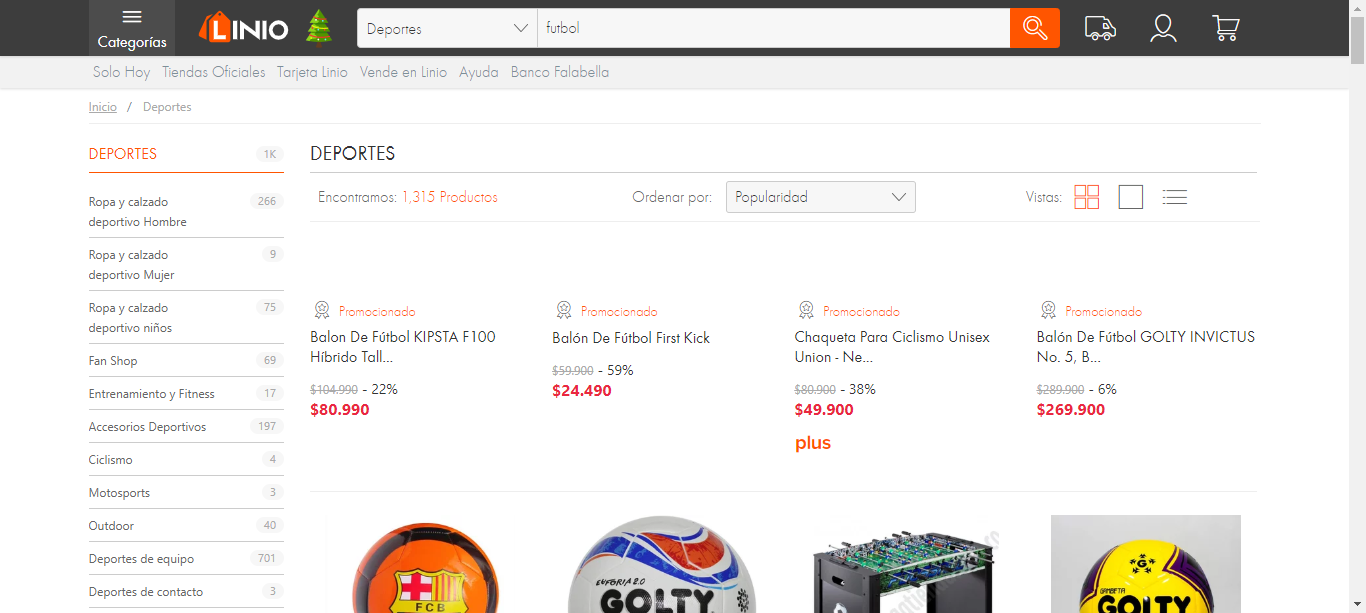 Categorías
LINIO
Deportes
futbol
Solo Hoy Tiendas Oficiales Tarjeta Linio Vende en Linio Ayuda Banco Falabella
Inicio / Deportes
DEPORTES 1K
Ropa y calzado
deportivo Hombre
266
Ropa y calzado
deportivo Mujer
9
Ropa y calzado
deportivo niños
75
Fan Shop 69
Entrenamiento y Fitness 17
Accesorios Deportivos 197
Ciclismo 4
Motosports 3
Outdoor 40
Deportes de equipo 701
Deportes de contacto 3
DEPORTES
Encontramos: 1,315 Productos
Ordenar por: Popularidad
Vistas:
Promocionado
Balon De Fútbol KIPSTA F100
Híbrido Tall...
$104.990 - 22%
$80.990
Promocionado
Balón De Fútbol First Kick
$59.900 - 59%
$24.490
Promocionado
Chaqueta Para Ciclismo Unisex
Union - Ne...
$80.900 - 38%
$49.900
plus
Promocionado
Balón De Fútbol GOLTY INVICTUS
No. 5, B...
$289.900 - 6%
$269.900
FCB
EUFORIA 2.0
GOLTY
G
GAMBETA
GOLTY